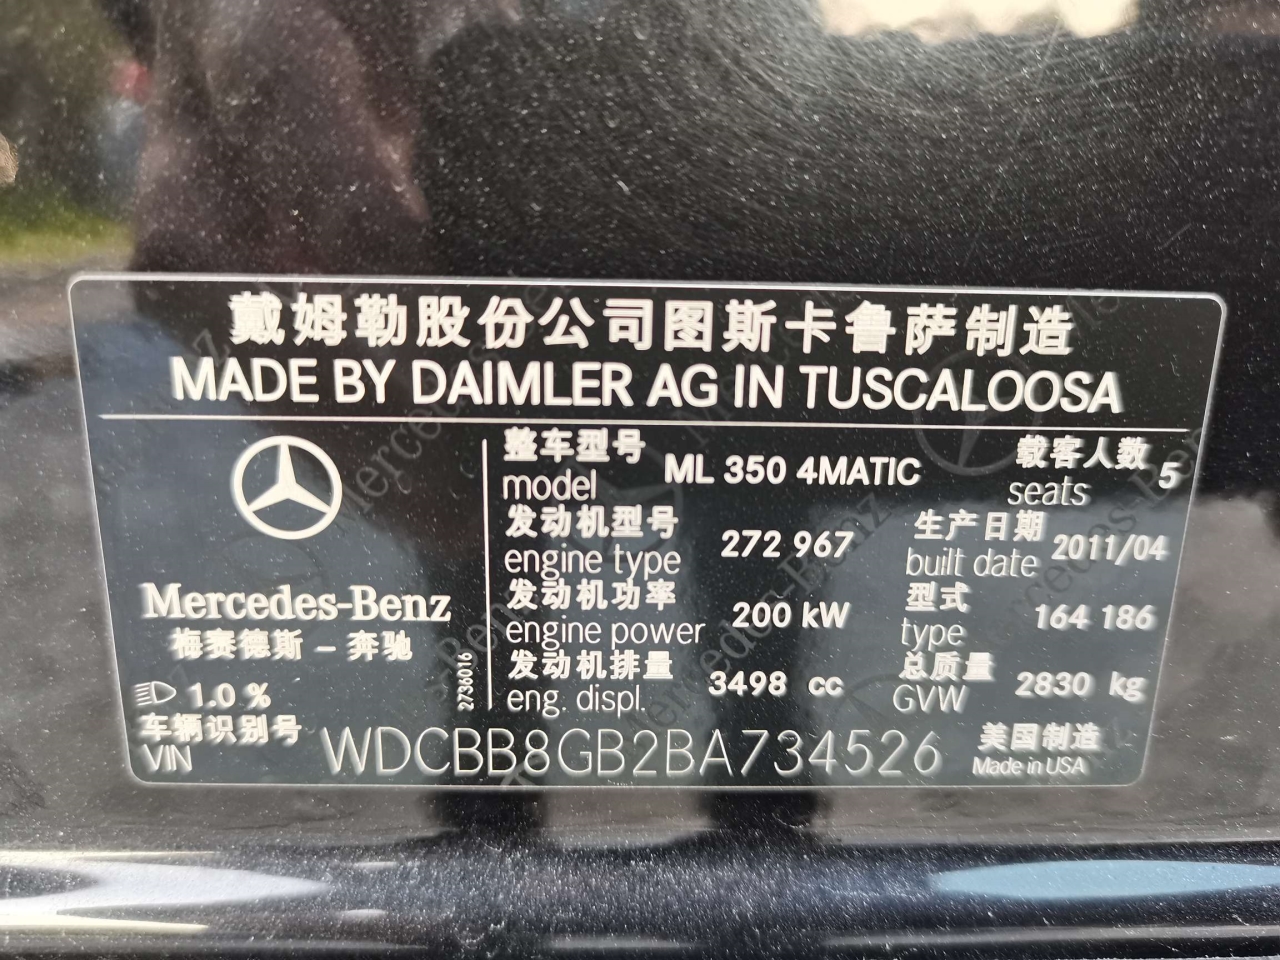 戴姆勒股份公司图斯卡鲁萨制造
MADE BY DAIMLER AG IN TUSCALOOSA
Mercedes-Benz
梅赛德斯 – 奔驰
1.0 %
2736016
整车型号
model
ML 350 4MATIC
载客人数
seats
5
发动机型号
engine type
272 967
生产日期
built date
2011/04
发动机功率
engine power
200 kW
型式
type
164 186
发动机排量
eng. displ.
3498 cc
总质量
GVW
2830 kg
车辆识别号
VIN
WDCBB8GB2BA734526
美国制造
Made in USA